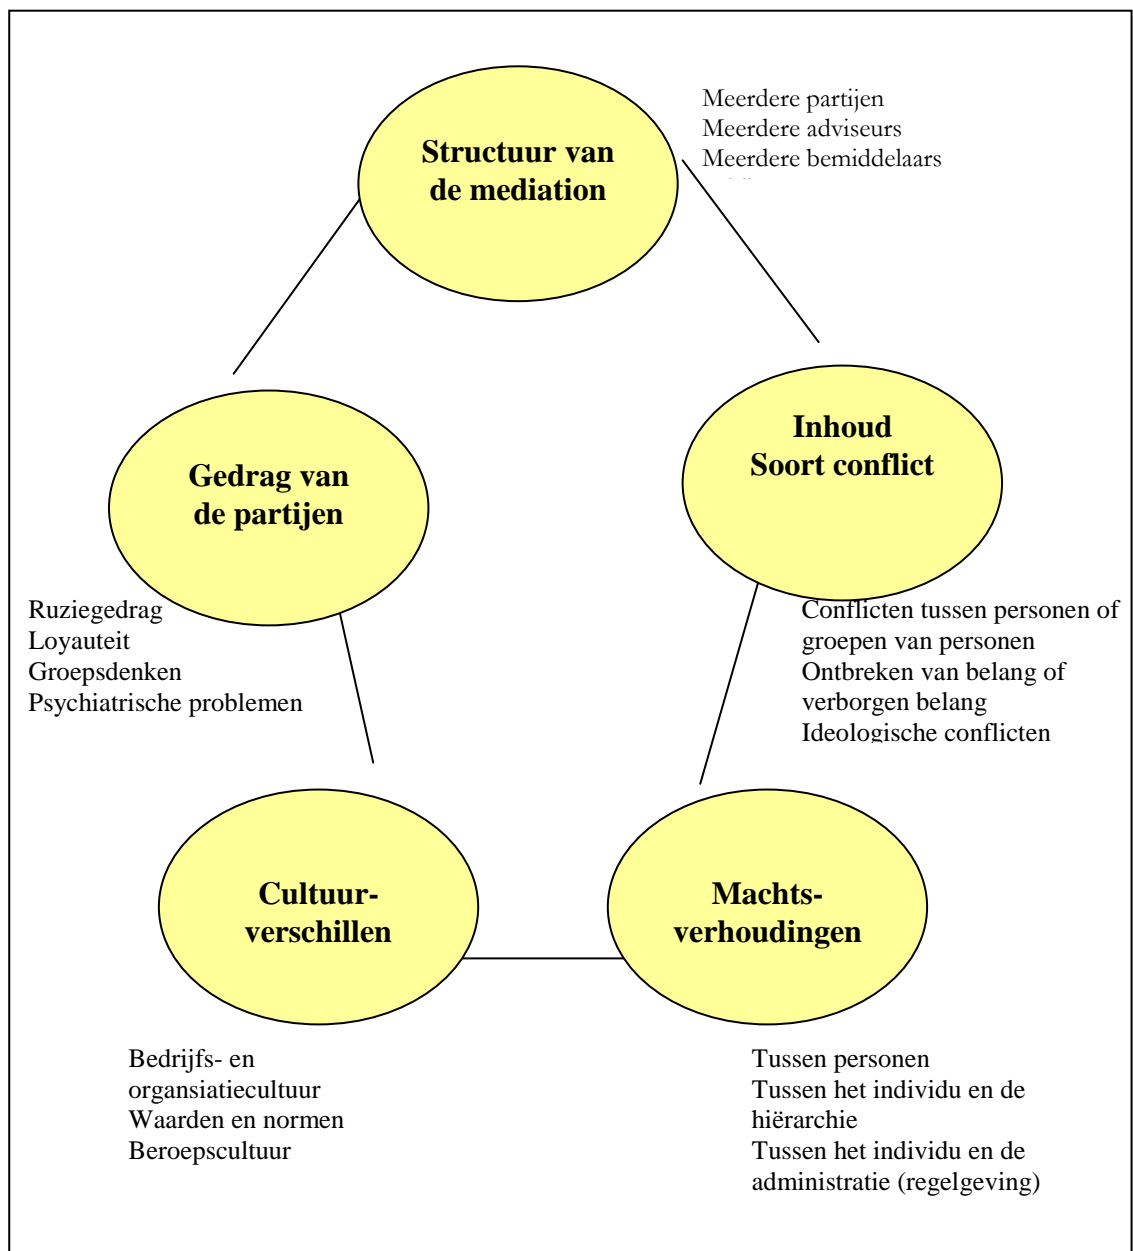 Structuur van
de mediation
Meerdere partijen
Meerdere adviseurs
Meerdere bemiddelaars
Inhoud
Soort conflict
Conflicten tussen personen of
groepen van personen
Ontbreken van belang of
verborgen belang
Ideologische conflicten
Gedrag van
de partijen
Ruziegedrag
Loyauteit
Groepsdenken
Psychiatrische problemen
Cultuur-
verschillen
Bedrijfs- en
organsiatiecultuur
Waarden en normen
Beroepscultuur
Machts-
verhoudingen
Tussen personen
Tussen het individu en de
hiërarchie
Tussen het individu en de
administratie (regelgeving)